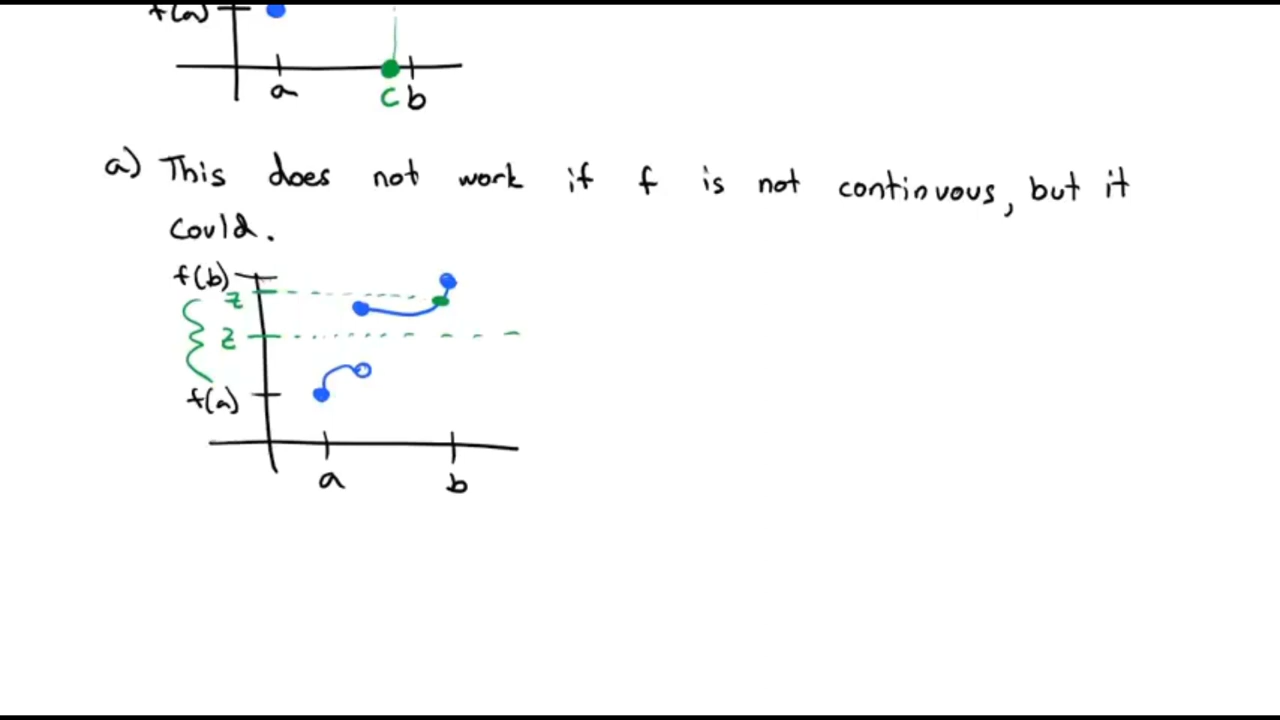 f(a)
a c b
a) This does not work if f is not continuous, but it
could.
f(b)
z
z
f(a)
a b